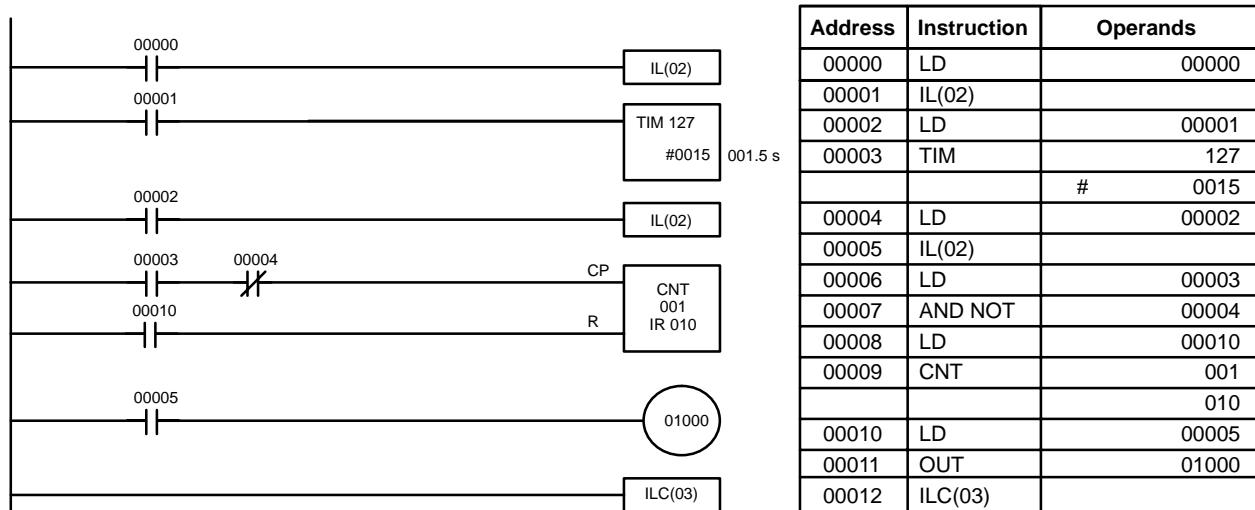 00000
IL(02)
00001
TIM 127
#0015 001.5 s
00002
IL(02)
00003 00004 CP
CNT
001
IR 010
00010 R
00005
01000
ILC(03)
Address Instruction Operands
00000 LD 00000
00001 IL(02)
00002 LD 00001
00003 TIM 127
# 0015
00004 LD 00002
00005 IL(02)
00006 LD 00003
00007 AND NOT 00004
00008 LD 00010
00009 CNT 001
010
00010 LD 00005
00011 OUT 01000
00012 ILC(03)